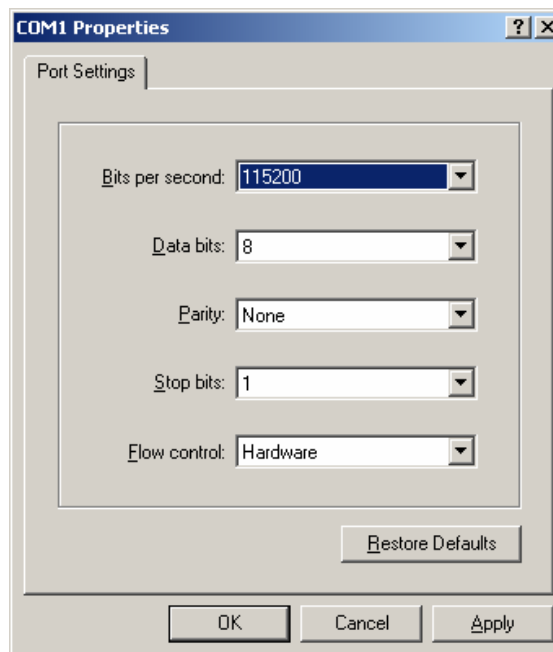 COM1 Properties
Port Settings
Bits per second: 115200
Data bits: 8
Parity: None
Stop bits: 1
Flow control: Hardware
Restore Defaults
OK Cancel Apply